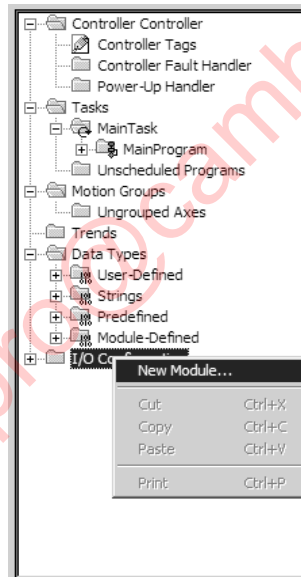 Controller Controller
Controller Tags
Controller Fault Handler
Power-Up Handler
Tasks
MainTask
MainProgram
Unscheduled Programs
Motion Groups
Ungrouped Axes
Trends
Data Types
User-Defined
Strings
Predefined
Module-Defined
I/O
New Module...
Cut Ctrl+X
Copy Ctrl+C
Paste Ctrl+V
Print Ctrl+P